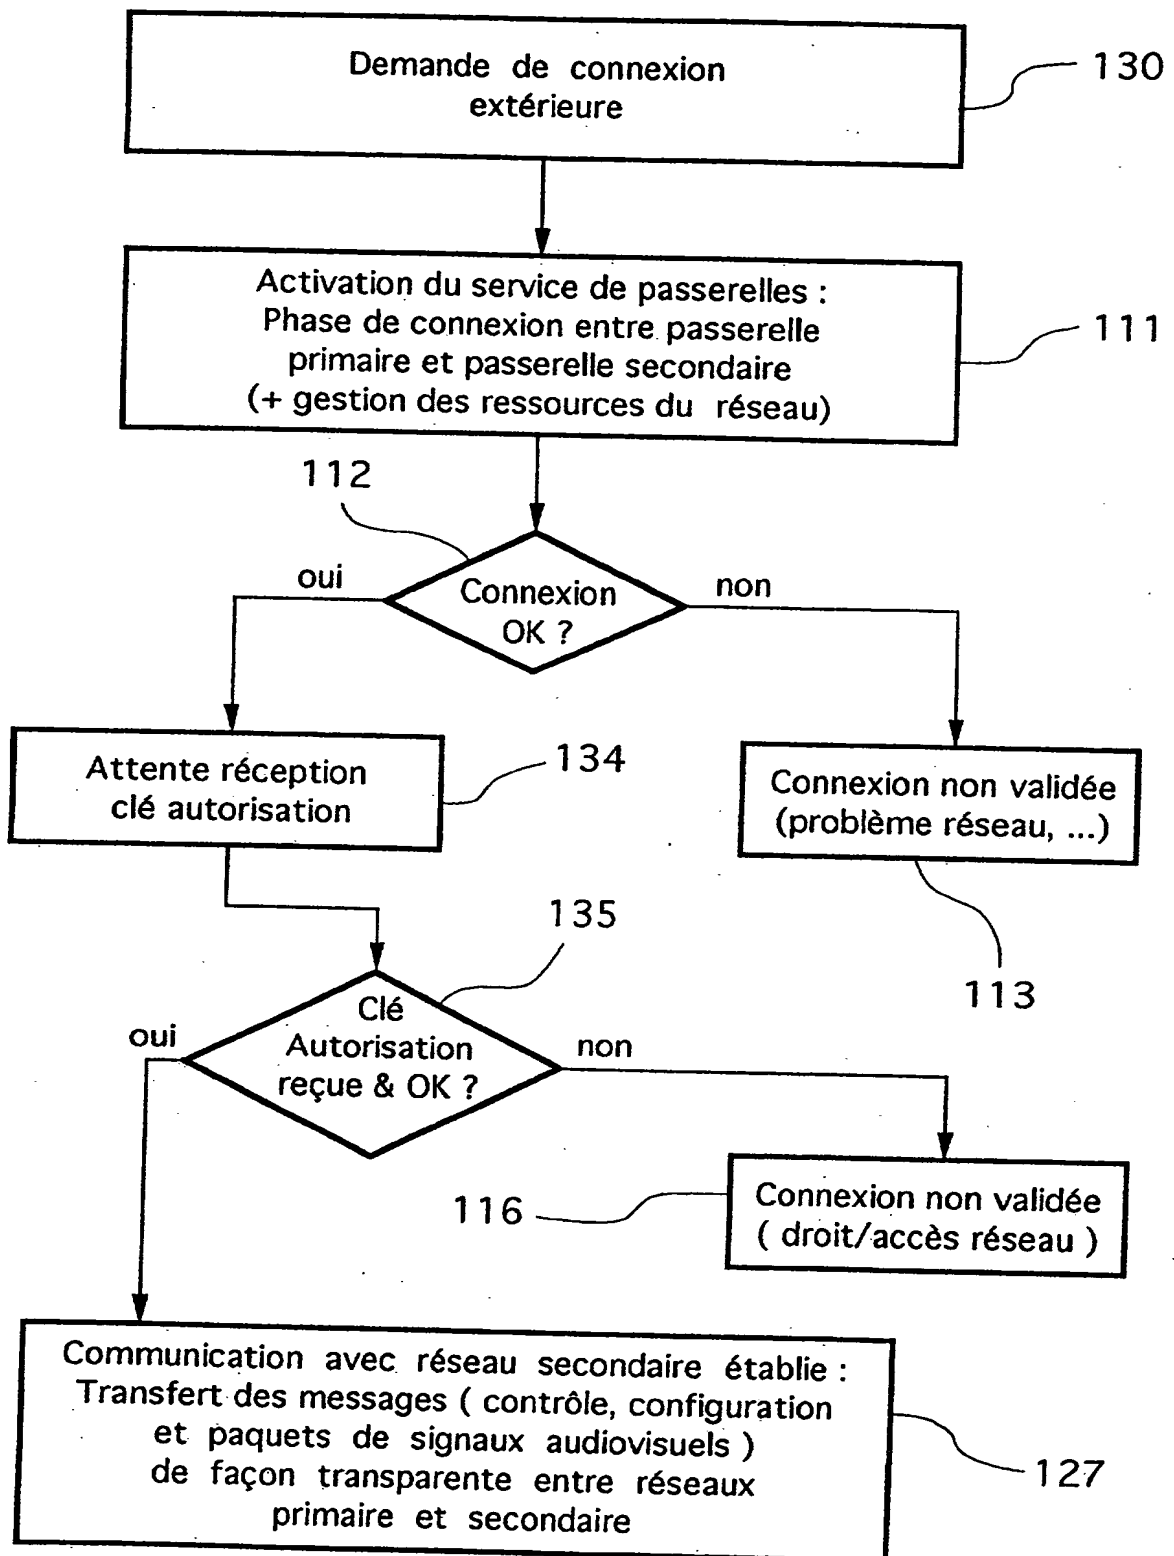 Demande de connexion
extérieure
130
Activation du service de passerelles :
Phase de connexion entre passerelle
primaire et passerelle secondaire
(+ gestion des ressources du réseau)
111
112
oui
non
Connexion
OK ?
Attente réception
clé autorisation
134
Connexion non validée
(problème réseau, ...)
113
135
oui
non
Clé
Autorisation
reçue & OK ?
116
Connexion non validée
( droit/accès réseau )
Communication avec réseau secondaire établie :
Transfert des messages ( contrôle, configuration
et paquets de signaux audiovisuels )
de façon transparente entre réseaux
primaire et secondaire
127